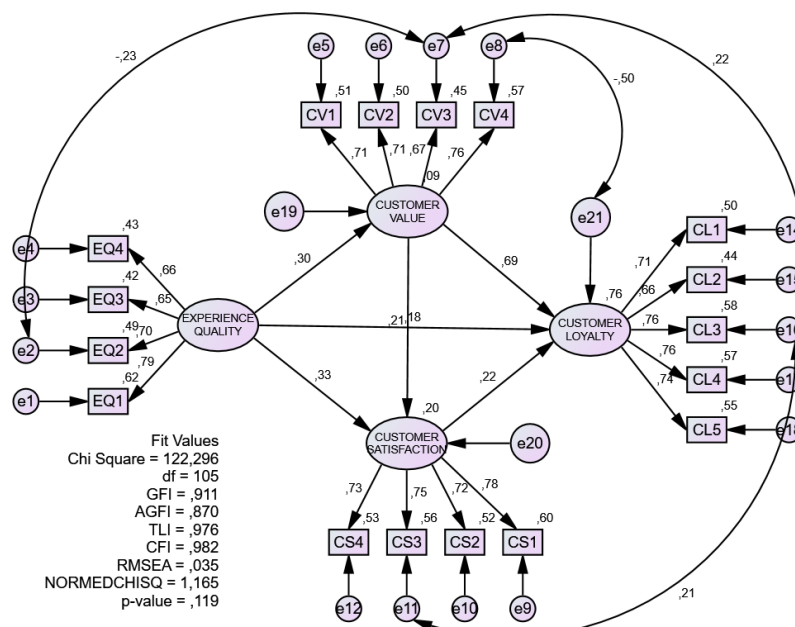 -,23
e5
e6
e7
e8
,22
-,50
,51
,50
,45
,57
CV1
CV2
CV3
CV4
,71
,71
,67
,76
,09
e19
CUSTOMER
VALUE
e21
,50
CL1
e14
,43
e4
EQ4
,66
,30
,69
,71
,44
CL2
e15
,42
e3
EQ3
,65
EXPERIENCE
QUALITY
,76
,66
,58
CL3
e16
,21
,18
CUSTOMER
LOYALTY
,76
,49
,70
e2
EQ2
,79
,33
,22
,76
,57
CL4
,62
e1
EQ1
,74
,55
CL5
e18
,20
CUSTOMER
SATISFACTION
e20
Fit Values
Chi Square = 122,296
df = 105
GFI = ,911
AGFI = ,870
TLI = ,976
CFI = ,982
RMSEA = ,035
NORMEDCHISQ = 1,165
p-value = ,119
,73
,75
,72
,78
,53
,56
,52
,60
CS4
CS3
CS2
CS1
e12
e11
e10
e9
,21